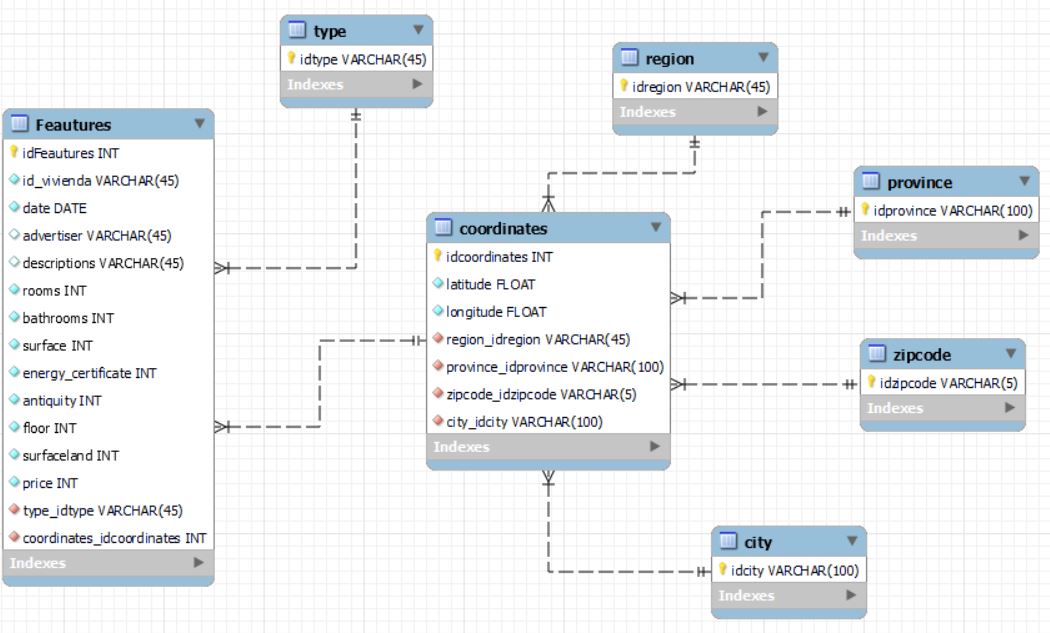 type
idtype VARCHAR(45)
Indexes
region
idregion VARCHAR(45)
Indexes
Feautures
idFeautures INT
id_vivienda VARCHAR(45)
date DATE
advertiser VARCHAR(45)
descriptions VARCHAR(45)
rooms INT
bathrooms INT
surface INT
energy_certificate INT
antiquity INT
floor INT
surfaceland INT
price INT
type_idtype VARCHAR(45)
coordinates_idcoordinates INT
Indexes
coordinates
idcoordinates INT
latitude FLOAT
longitude FLOAT
region_idregion VARCHAR(45)
province_idprovince VARCHAR(100)
zipcode_idzipcode VARCHAR(5)
city_idcity VARCHAR(100)
Indexes
province
idprovince VARCHAR(100)
Indexes
zipcode
idzipcode VARCHAR(5)
Indexes
city
idcity VARCHAR(100)
Indexes